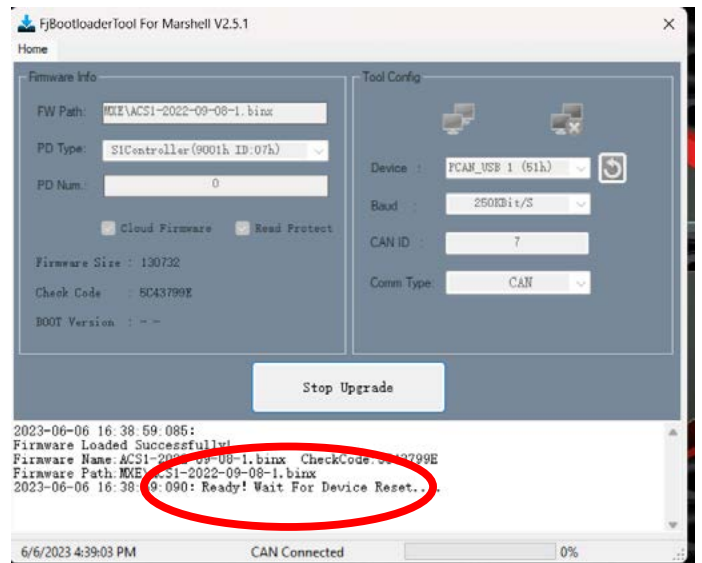 FjBootloaderTool For Marshell V2.5.1
Home
Firmware Info
FW Path: MXE\ACS1-2022-09-08-1.binx
PD Type: S1Controller(9001h ID:07h)
PD Num.: 0
Cloud Firmware Read Protect
Firmware Size : 130732
Check Code : 5C43799E
BOOT Version : --
Tool Config
Device : PCAN_USB 1 (51h)
Baud : 250KBit/S
CAN ID : 7
Comm Type: CAN
Stop Upgrade
2023-06-06 16:38:59:085:
Firmware Loaded Successfully!
Firmware Name:ACS1-2022-09-08-1.binx CheckCode:5C43799E
Firmware Path:MXE\ACS1-2022-09-08-1.binx
2023-06-06 16:38:59:090: Ready! Wait For Device Reset....
6/6/2023 4:39:03 PM CAN Connected 0%